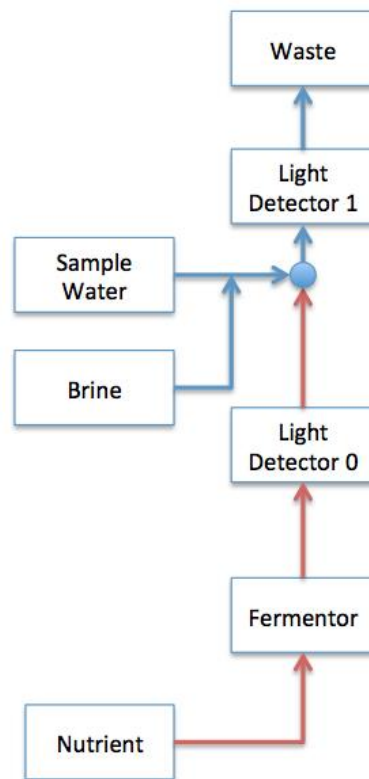 Waste
Light
Detector 1
Sample
Water
Brine
Light
Detector 0
Fermentor
Nutrient